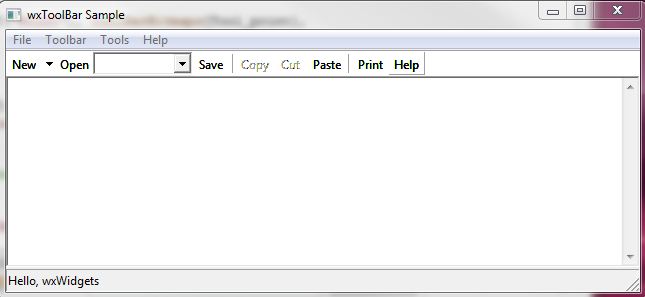 wxToolBar Sample
File Toolbar Tools Help
New Open Save Copy Cut Paste Print Help
Hello, wxWidgets